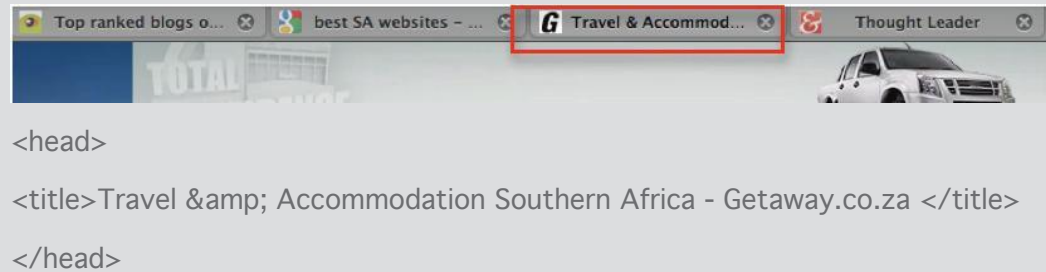 Top ranked blogs o... best SA websites – ... G Travel & Accommod... & Thought Leader
TOTAL
<head>
<title>Travel &amp; Accommodation Southern Africa - Getaway.co.za </title>
</head>